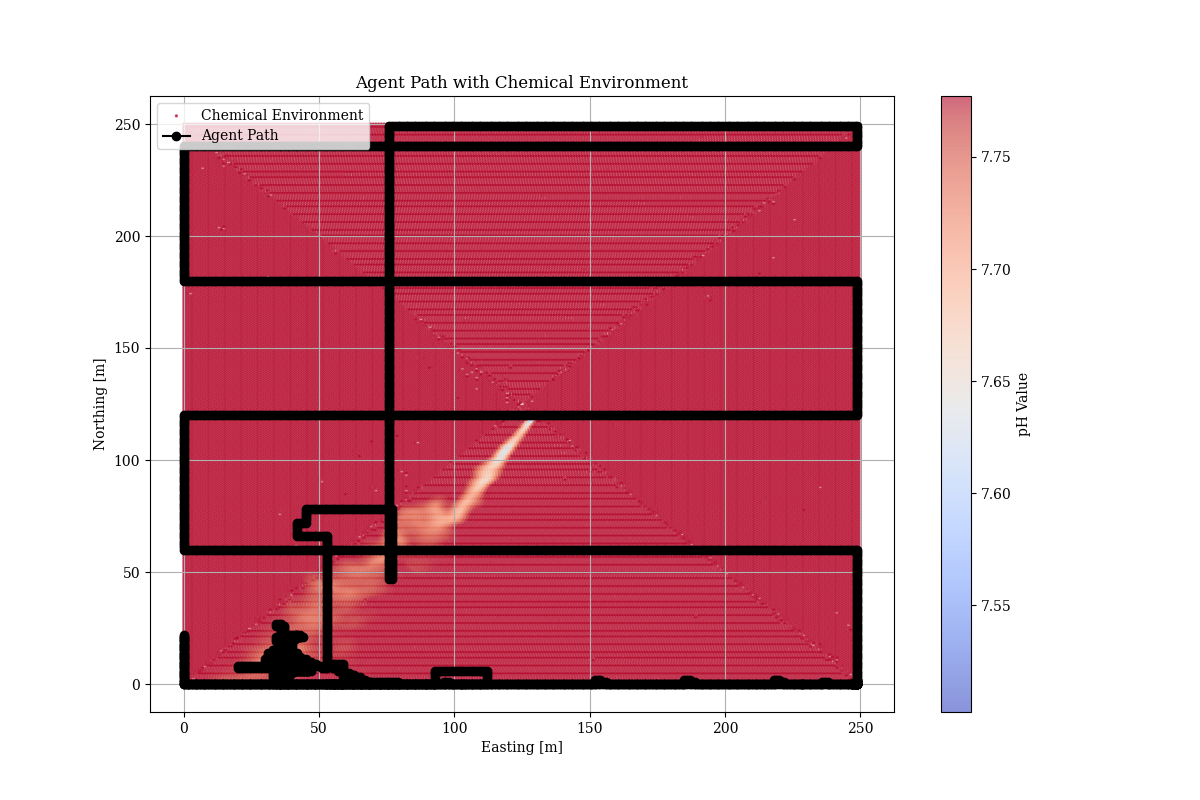 Agent Path with Chemical Environment
Chemical Environment
Agent Path
250
200
150
100
50
0
Northing [m]
0 50 100 150 200 250
Easting [m]
7.75
7.70
7.65
7.60
7.55
pH Value